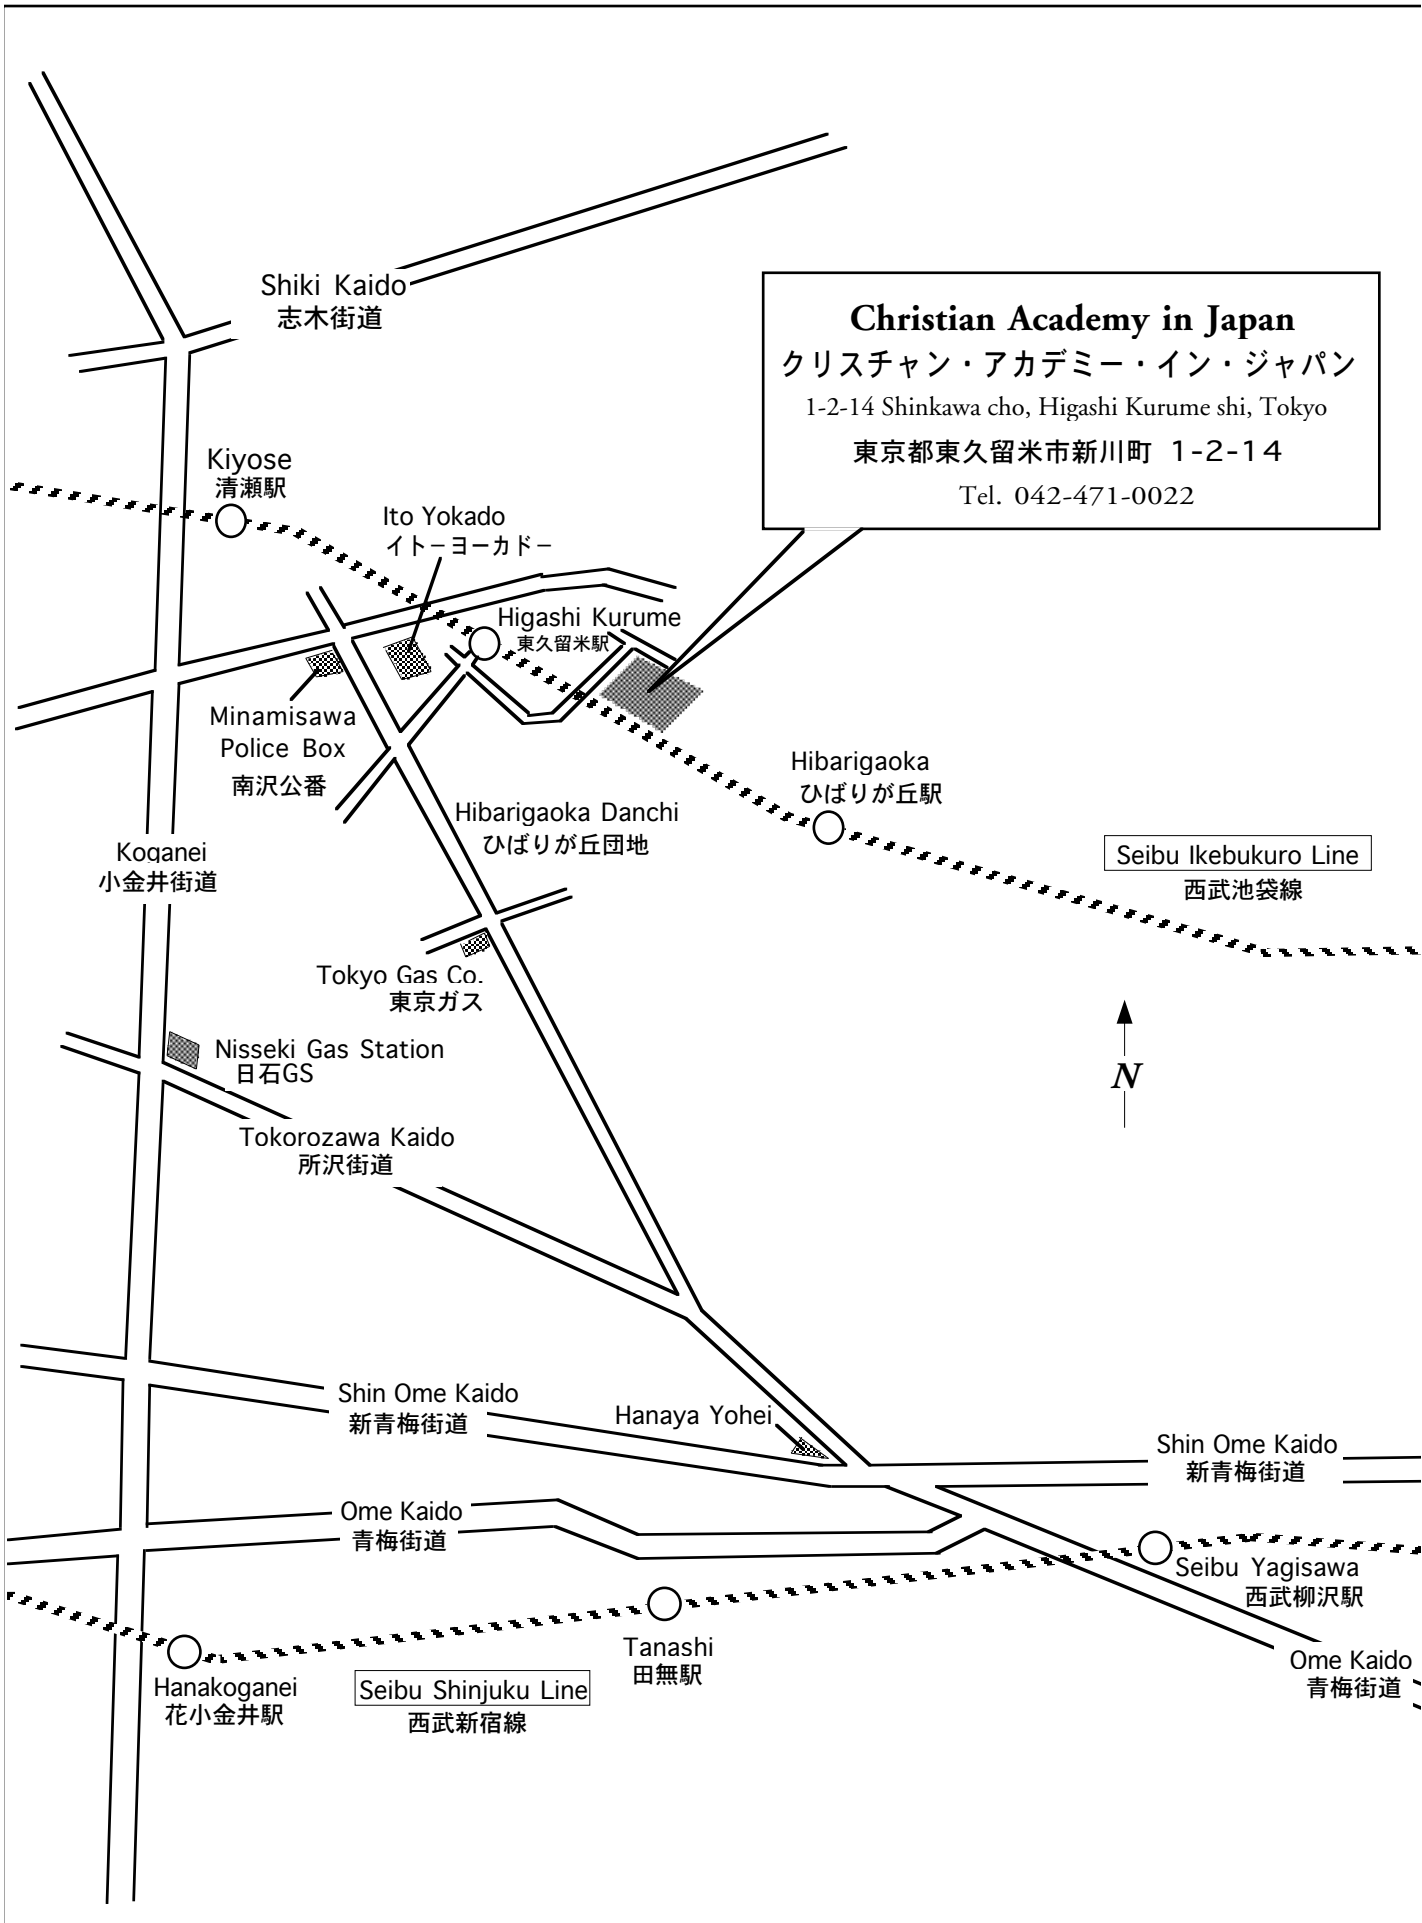 Shiki Kaido
志木街道
Christian Academy in Japan
クリスチャン・アカデミー・イン・ジャパン
1-2-14 Shinkawa cho, Higashi Kurume shi, Tokyo
東京都東久留米市新川町 1-2-14
Tel. 042-471-0022
Kiyose
清瀬駅
Ito Yokado
イトーヨーカドー
Higashi Kurume
東久留米駅
Minamisawa
Police Box
南沢公番
Hibarigaoka
ひばりが丘駅
Hibarigaoka Danchi
ひばりが丘団地
Koganei
小金井街道
Seibu Ikebukuro Line
西武池袋線
Tokyo Gas Co.
東京ガス
Nisseki Gas Station
日石GS
N
Tokorozawa Kaido
所沢街道
Shin Ome Kaido
新青梅街道
Hanaya Yohei
Shin Ome Kaido
新青梅街道
Ome Kaido
青梅街道
Seibu Yagisawa
西武柳沢駅
Tanashi
田無駅
Ome Kaido
青梅街道
Hanakoganei
花小金井駅
Seibu Shinjuku Line
西武新宿線